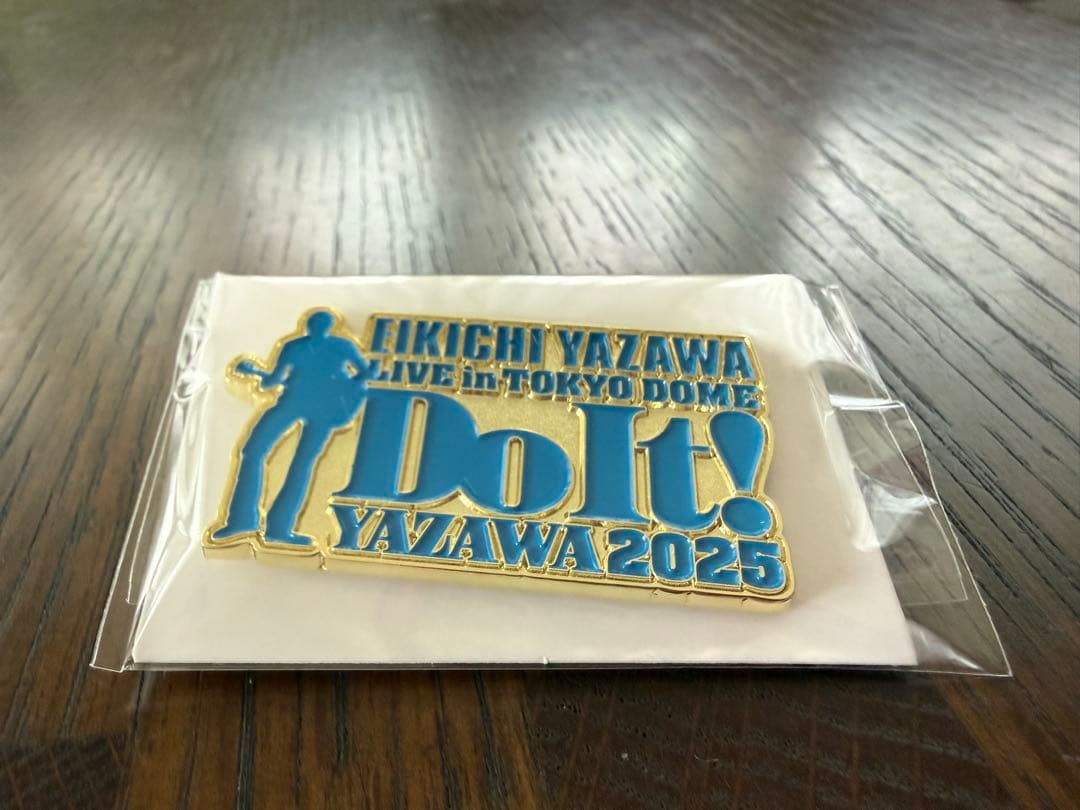 EIKICHI YAZAWA
LIVE in TOKYO DOME
Do It!
YAZAWA 2025